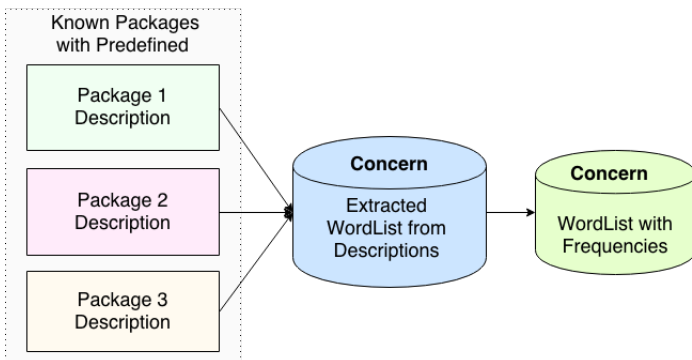 Known Packages
with Predefined
Package 1
Description
Package 2
Description
Package 3
Description
Concern
Extracted
WordList from
Descriptions
Concern
WordList with
Frequencies